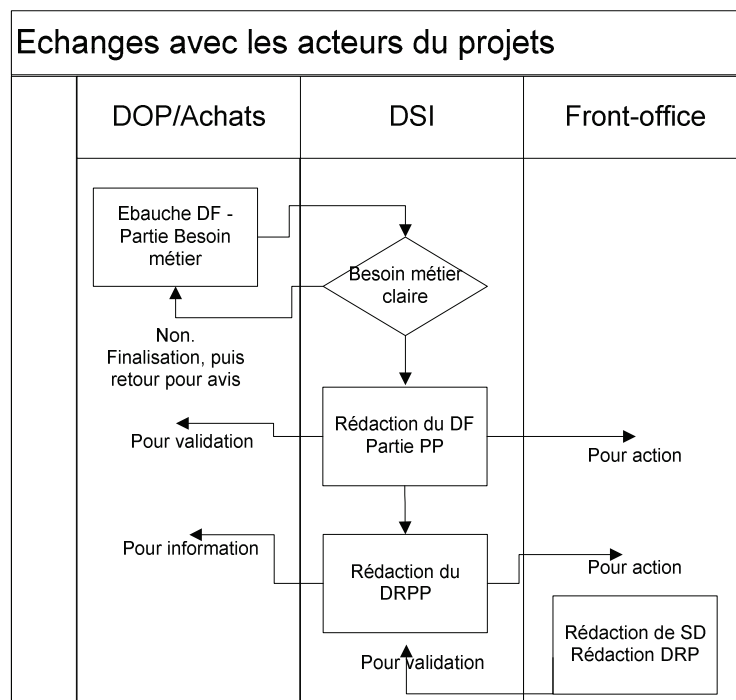 Echanges avec les acteurs du projets
DOP/Achats
DSI
Front-office
Ebauche DF -
Partie Besoin
métier
Besoin métier
claire
Non.
Finalisation, puis
retour pour avis
Rédaction du DF
Partie PP
Pour validation
Pour action
Rédaction du
DRPP
Pour information
Pour action
Rédaction de SD
Rédaction DRP
Pour validation